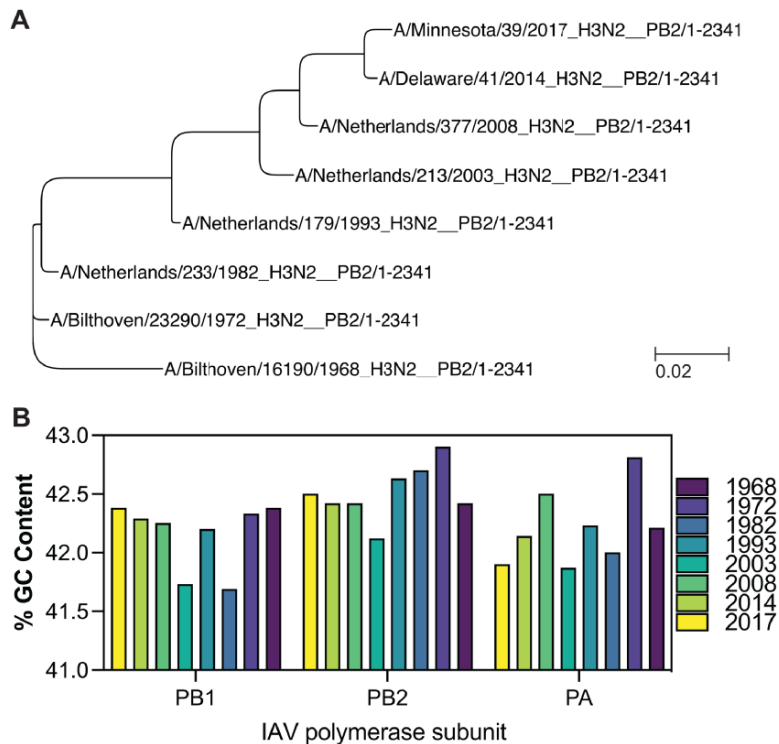 A
A/Minnesota/39/2017_H3N2__PB2/1-2341
A/Delaware/41/2014_H3N2__PB2/1-2341
A/Netherlands/377/2008_H3N2__PB2/1-2341
A/Netherlands/213/2003_H3N2__PB2/1-2341
A/Netherlands/179/1993_H3N2__PB2/1-2341
A/Netherlands/233/1982_H3N2__PB2/1-2341
A/Bilthoven/23290/1972_H3N2__PB2/1-2341
A/Bilthoven/16190/1968_H3N2__PB2/1-2341
0.02
B
% GC Content
43.0
42.5
42.0
41.5
41.0
PB1 PB2 PA
IAV polymerase subunit
1968
1972
1982
1993
2003
2008
2014
2017